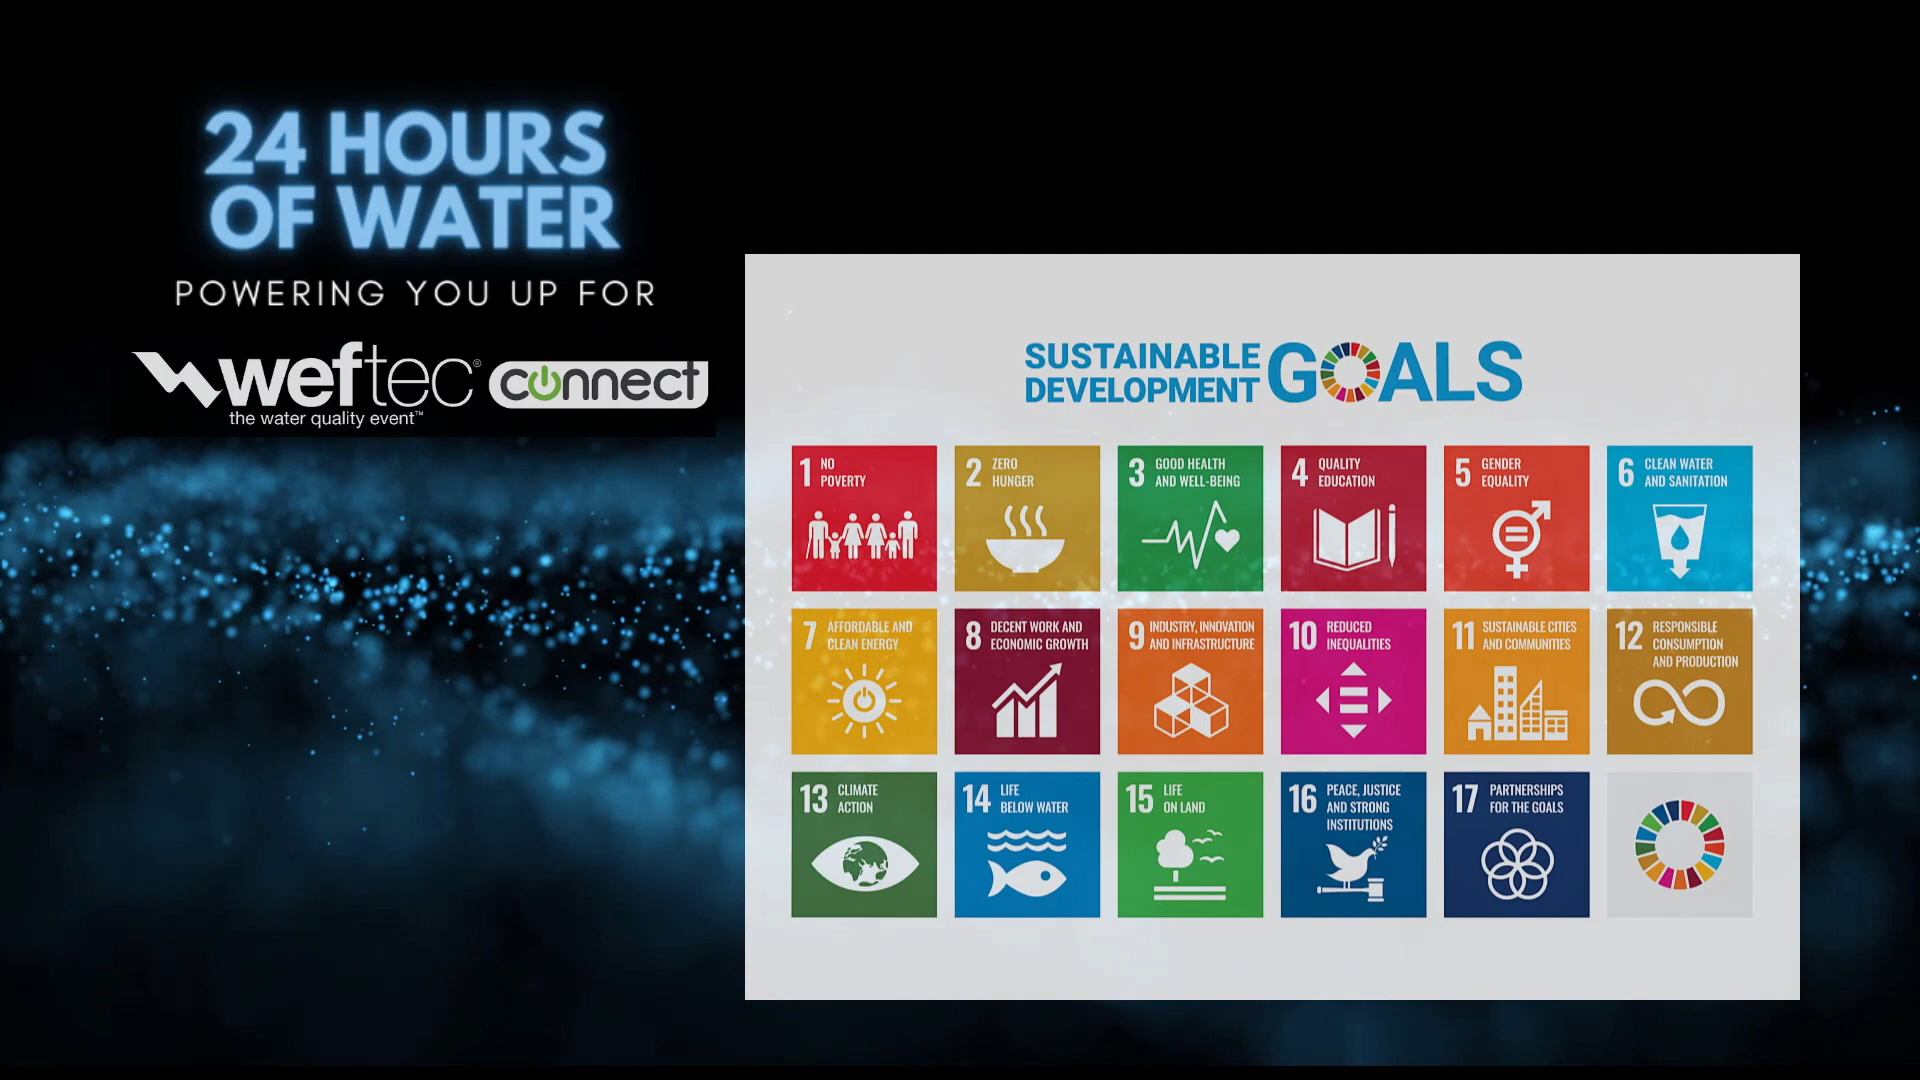 24 HOURS
OF WATER
POWERING YOU UP FOR
weftec® connect
the water quality event™
SUSTAINABLE
DEVELOPMENT
GOALS
1 NO
POVERTY
2 ZERO
HUNGER
3 GOOD HEALTH
AND WELL-BEING
4 QUALITY
EDUCATION
5 GENDER
EQUALITY
6 CLEAN WATER
AND SANITATION
7 AFFORDABLE AND
CLEAN ENERGY
8 DECENT WORK AND
ECONOMIC GROWTH
9 INDUSTRY, INNOVATION
AND INFRASTRUCTURE
10 REDUCED
INEQUALITIES
11 SUSTAINABLE CITIES
AND COMMUNITIES
12 RESPONSIBLE
CONSUMPTION
AND PRODUCTION
13 CLIMATE
ACTION
14 LIFE
BELOW WATER
15 LIFE
ON LAND
16 PEACE, JUSTICE
AND STRONG
INSTITUTIONS
17 PARTNERSHIPS
FOR THE GOALS